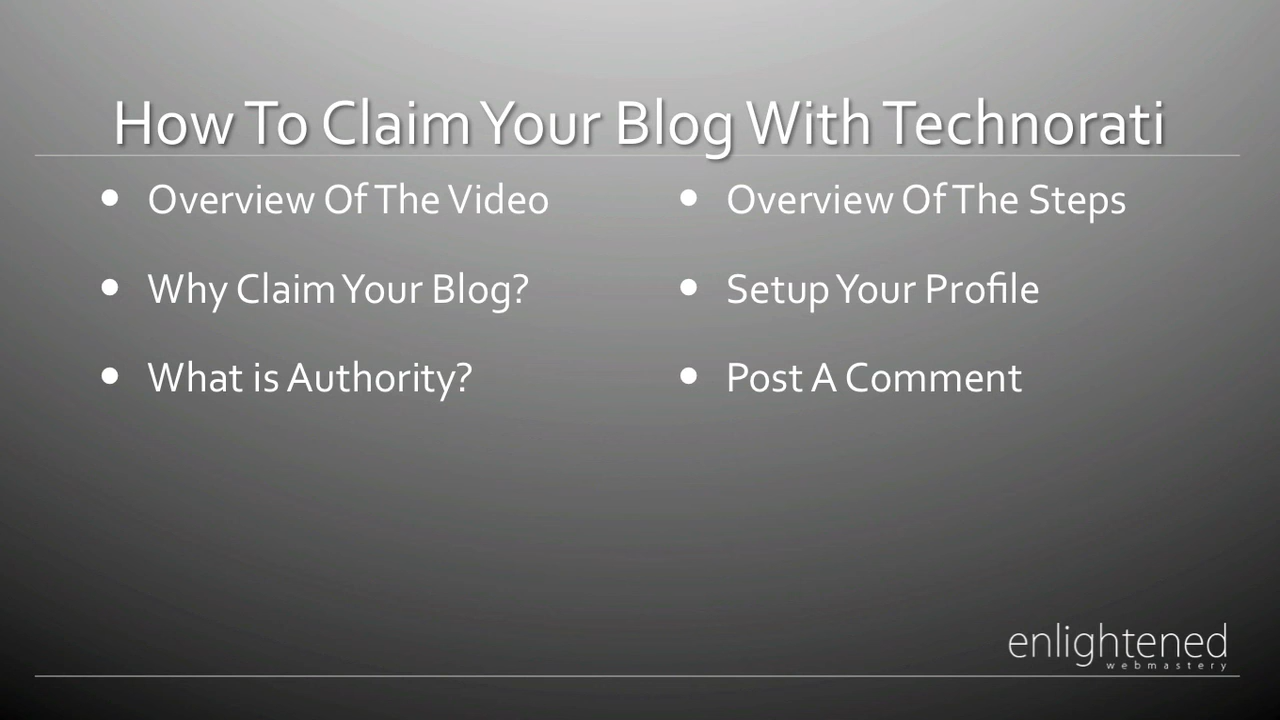 How To Claim Your Blog With Technorati
Overview Of The Video
Why Claim Your Blog?
What is Authority?
Overview Of The Steps
Setup Your Profile
Post A Comment
enlightened
webmastery